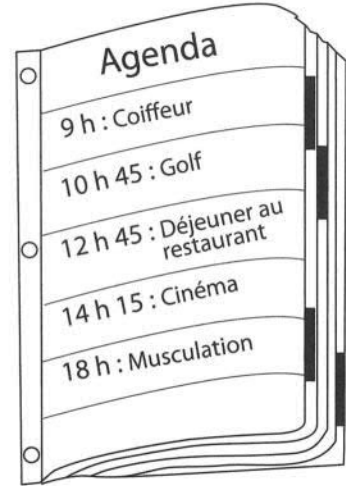 Agenda
9 h : Coiffeur
10 h 45 : Golf
12 h 45 : Déjeuner au
restaurant
14 h 15 : Cinéma
18 h : Musculation